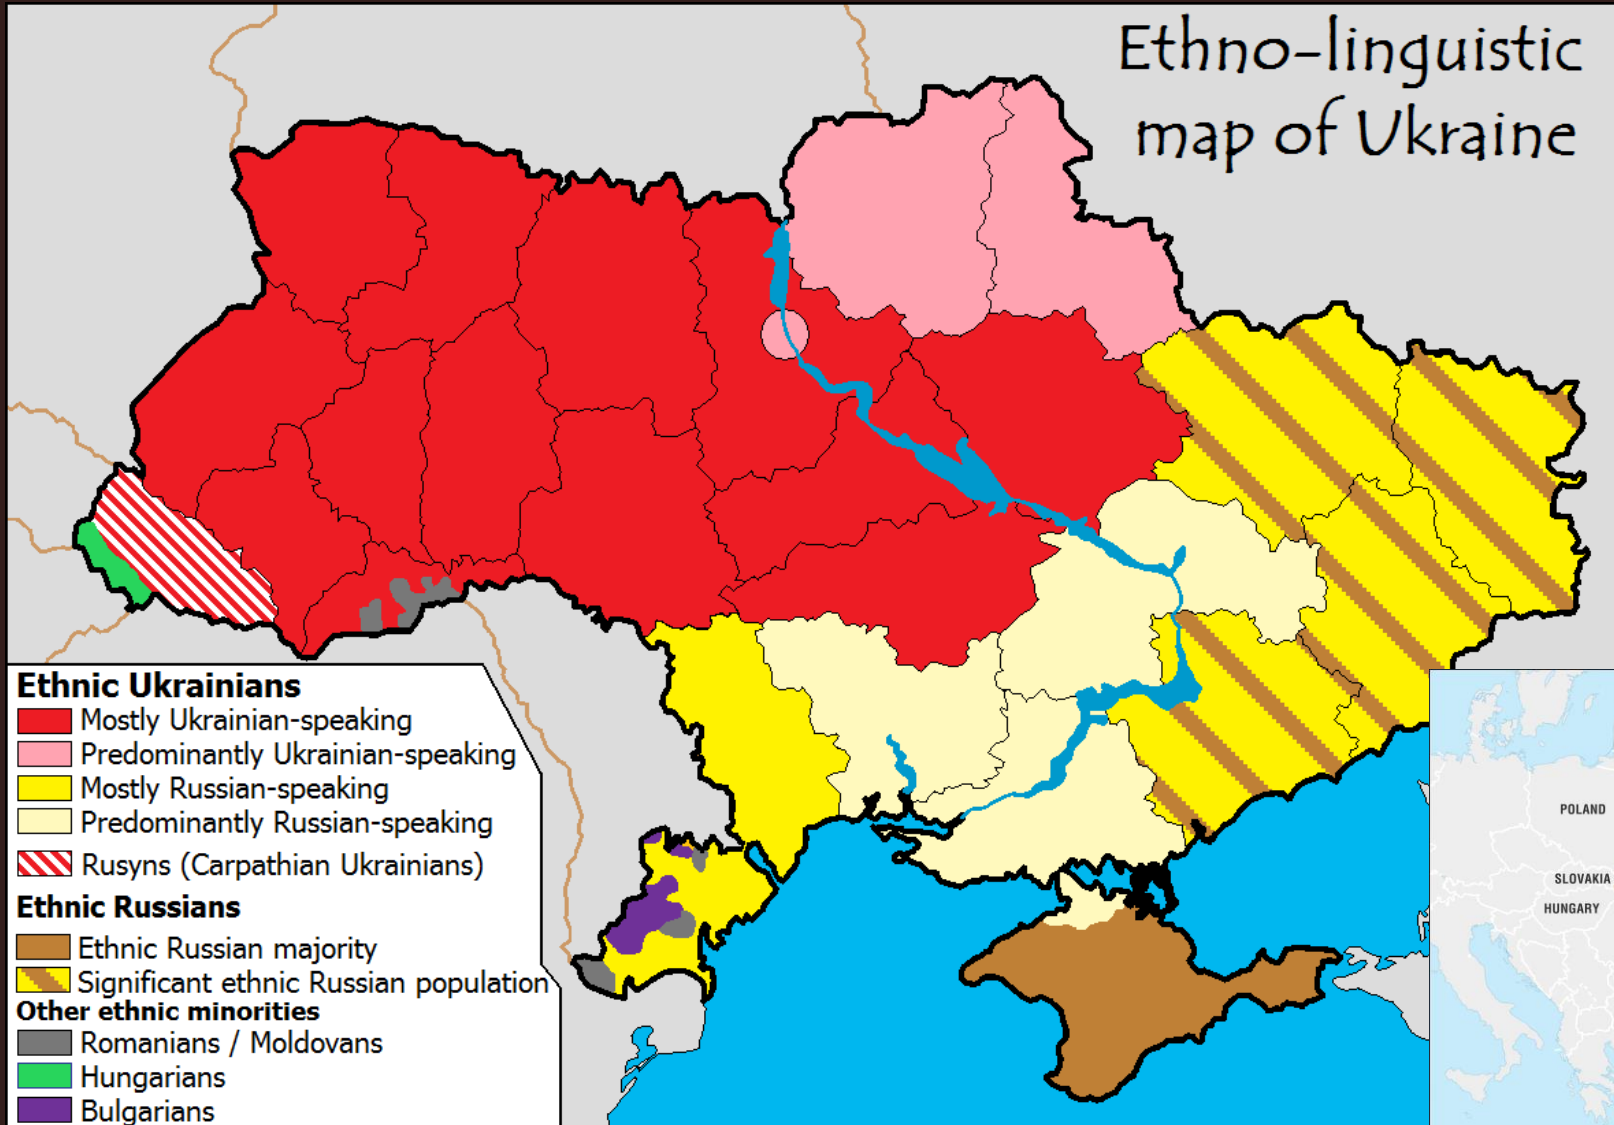 Ethno-linguistic
map of Ukraine
Ethnic Ukrainians
Mostly Ukrainian-speaking
Predominantly Ukrainian-speaking
Mostly Russian-speaking
Predominantly Russian-speaking
Rusyns (Carpathian Ukrainians)
Ethnic Russians
Ethnic Russian majority
Significant ethnic Russian population
Other ethnic minorities
Romanians / Moldovans
Hungarians
Bulgarians
POLAND
SLOVAKIA
HUNGARY